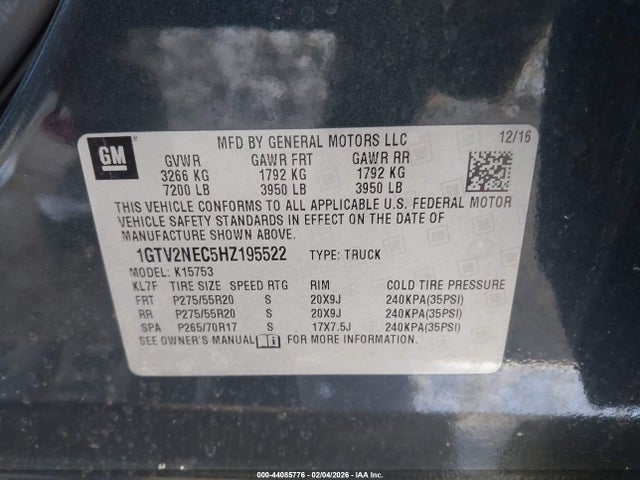 GM
MFD BY GENERAL MOTORS LLC 12/16
GVWR GAWR FRT GAWR RR
3266 KG 1792 KG 1792 KG
7200 LB 3950 LB 3950 LB
THIS VEHICLE CONFORMS TO ALL APPLICABLE U.S. FEDERAL MOTOR
VEHICLE SAFETY STANDARDS IN EFFECT ON THE DATE OF
MANUFACTURE SHOWN ABOVE.
1GTV2NEC5HZ195522 TYPE: TRUCK
MODEL: K15753
KL7F TIRE SIZE SPEED RTG RIM COLD TIRE PRESSURE
FRT P275/55R20 S 20X9J 240KPA(35PSI)
RR P275/55R20 S 20X9J 240KPA(35PSI)
SPA P265/70R17 S 17X7.5J 240KPA(35PSI)
SEE OWNER'S MANUAL FOR MORE INFORMATION.
000-44085776 - 02/04/2026 - IAA Inc.